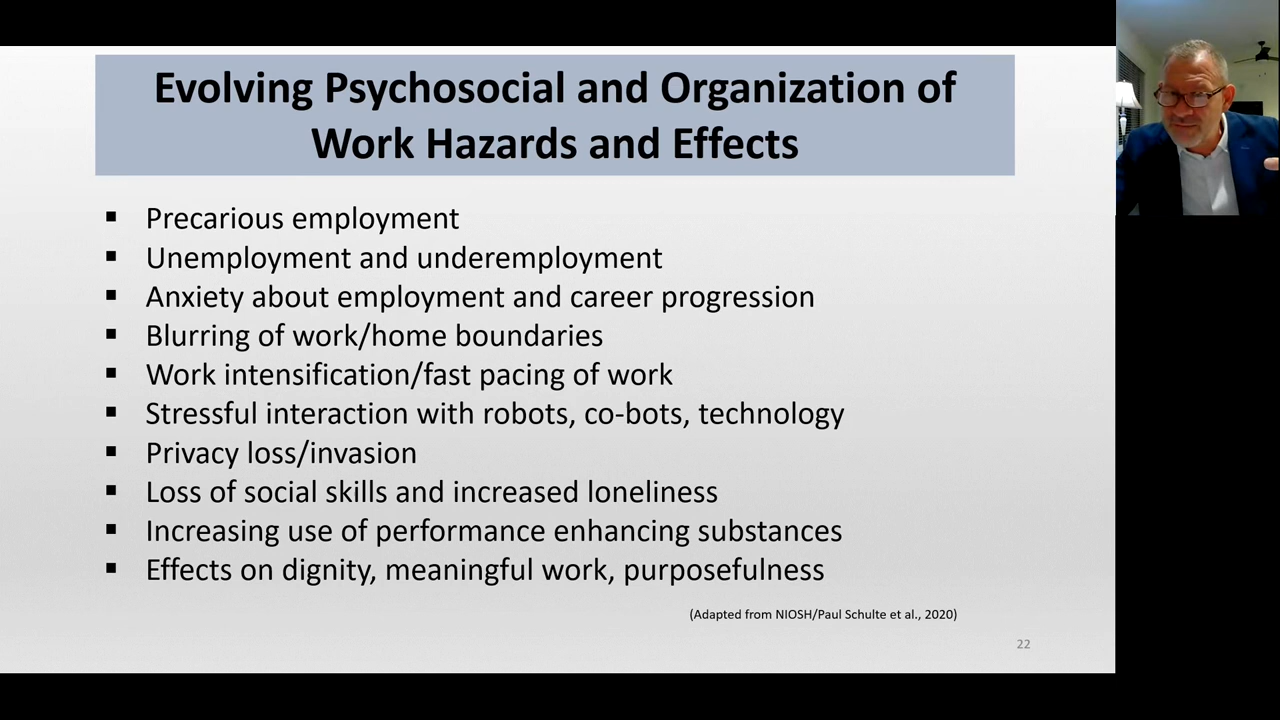 Evolving Psychosocial and Organization of
Work Hazards and Effects
▪ Precarious employment
▪ Unemployment and underemployment
▪ Anxiety about employment and career progression
▪ Blurring of work/home boundaries
▪ Work intensification/fast pacing of work
▪ Stressful interaction with robots, co-bots, technology
▪ Privacy loss/invasion
▪ Loss of social skills and increased loneliness
▪ Increasing use of performance enhancing substances
▪ Effects on dignity, meaningful work, purposefulness
(Adapted from NIOSH/Paul Schulte et al., 2020)
22